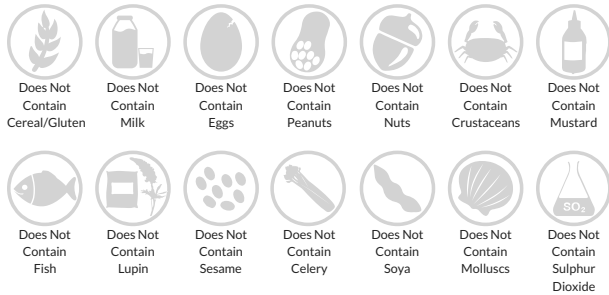 Does Not
Contain
Cereal/Gluten
Does Not
Contain
Milk
Does Not
Contain
Eggs
Does Not
Contain
Peanuts
Does Not
Contain
Nuts
Does Not
Contain
Crustaceans
Does Not
Contain
Mustard
SO₂
Does Not
Contain
Fish
Does Not
Contain
Lupin
Does Not
Contain
Sesame
Does Not
Contain
Celery
Does Not
Contain
Soya
Does Not
Contain
Molluscs
Does Not
Contain
Sulphur
Dioxide